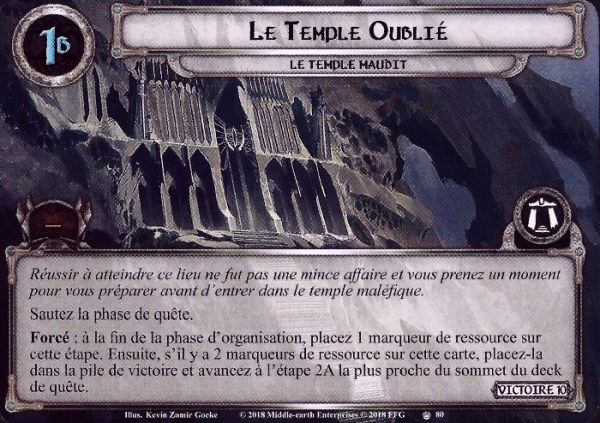 1B
LE TEMPLE OUBLIÉ
LE TEMPLE MAUDIT
–
Réussir à atteindre ce lieu ne fut pas une mince affaire et vous prenez un moment
pour vous préparer avant d'entrer dans le temple maléfique.
Sautez la phase de quête.
Forcé : à la fin de la phase d'organisation, placez 1 marqueur de ressource sur
cette étape. Ensuite, s'il y a 2 marqueurs de ressource sur cette carte, placez-la
dans la pile de victoire et avancez à l'étape 2A la plus proche du sommet du deck
de quête.
VICTOIRE 10
Illus. Kevin Zamir Goeke © 2018 Middle-earth Enterprises © 2018 FFG 80